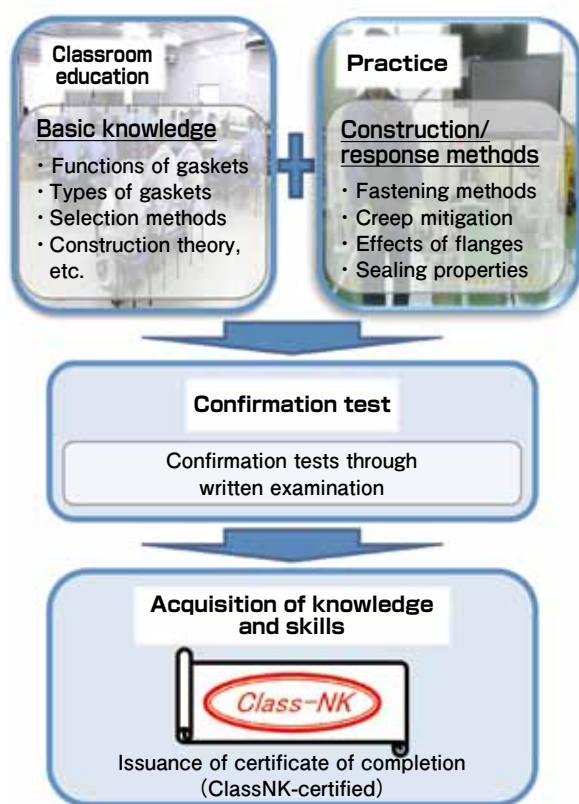 Classroom
education
Basic knowledge
・Functions of gaskets
・Types of gaskets
・Selection methods
・Construction theory,
etc.
Practice
Construction/
response methods
・Fastening methods
・Creep mitigation
・Effects of flanges
・Sealing properties
Confirmation test
Confirmation tests through
written examination
Acquisition of knowledge
and skills
Class-NK
Issuance of certificate of completion
(ClassNK-certified)